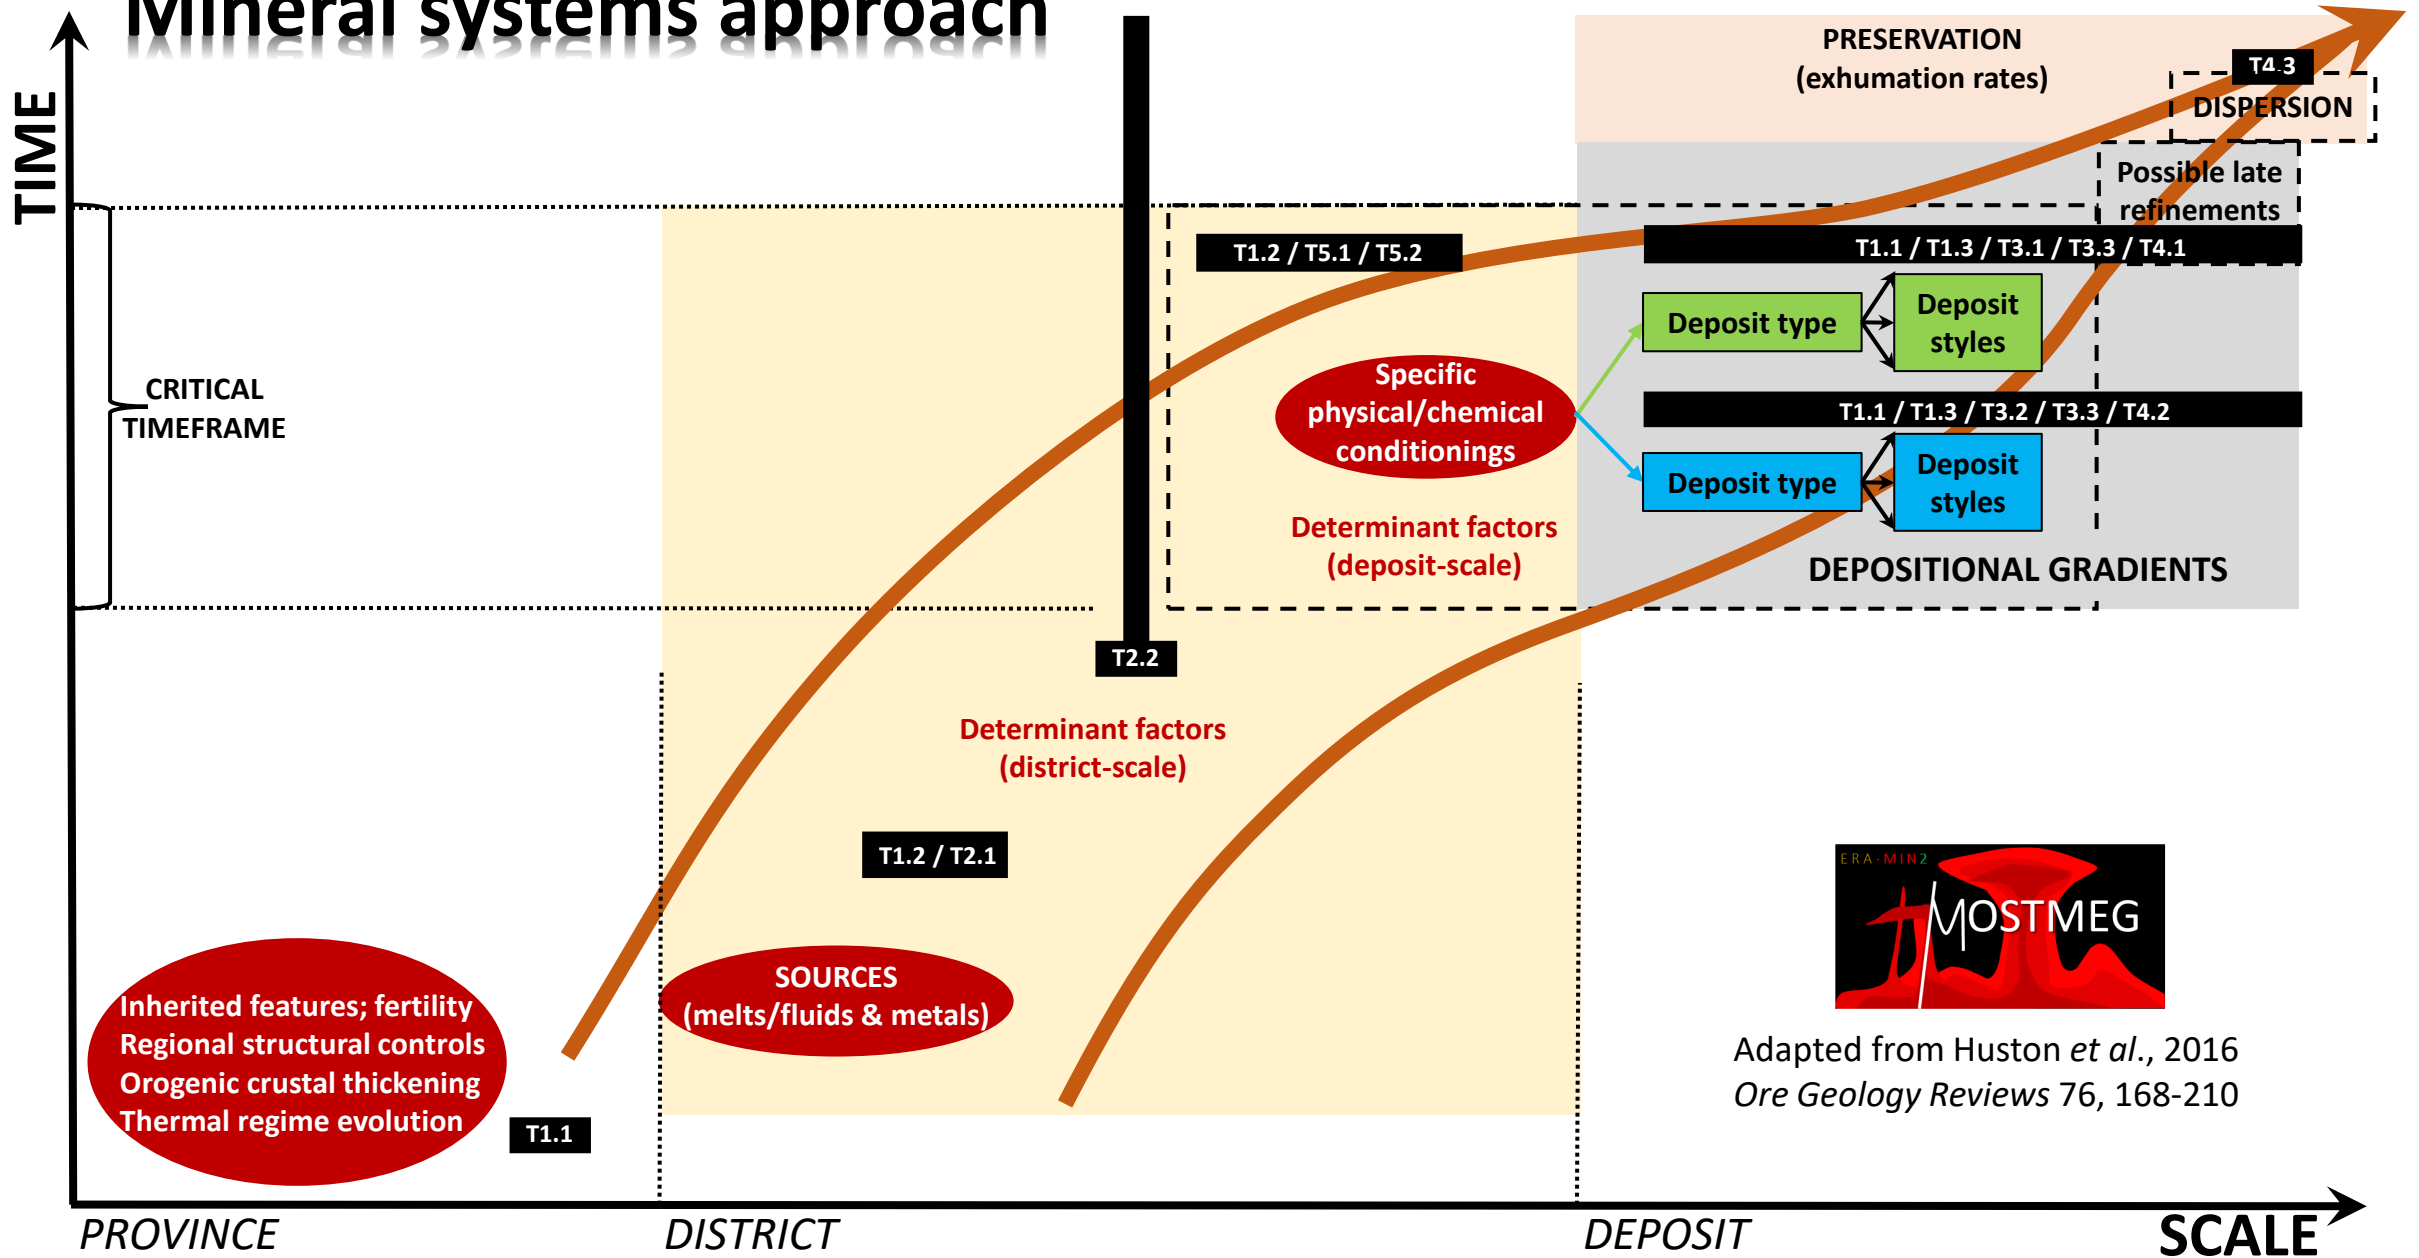 Mineral systems approach
TIME
PRESERVATION
(exhumation rates)
T4.3
DISPERSION
Possible late
refinements
T1.2 / T5.1 / T5.2
T1.1 / T1.3 / T3.1 / T3.3 / T4.1
Deposit type
Deposit
styles
CRITICAL
TIMEFRAME
Specific
physical/chemical
conditionings
T1.1 / T1.3 / T3.2 / T3.3 / T4.2
Deposit type
Deposit
styles
Determinant factors
(deposit-scale)
DEPOSITIONAL GRADIENTS
T2.2
Determinant factors
(district-scale)
T1.2 / T2.1
ERA-MIN2
MOSTMEG
SOURCES
(melts/fluids & metals)
Inherited features; fertility
Regional structural controls
Orogenic crustal thickening
Thermal regime evolution
T1.1
Adapted from Huston et al., 2016
Ore Geology Reviews 76, 168-210
PROVINCE
DISTRICT
DEPOSIT
SCALE